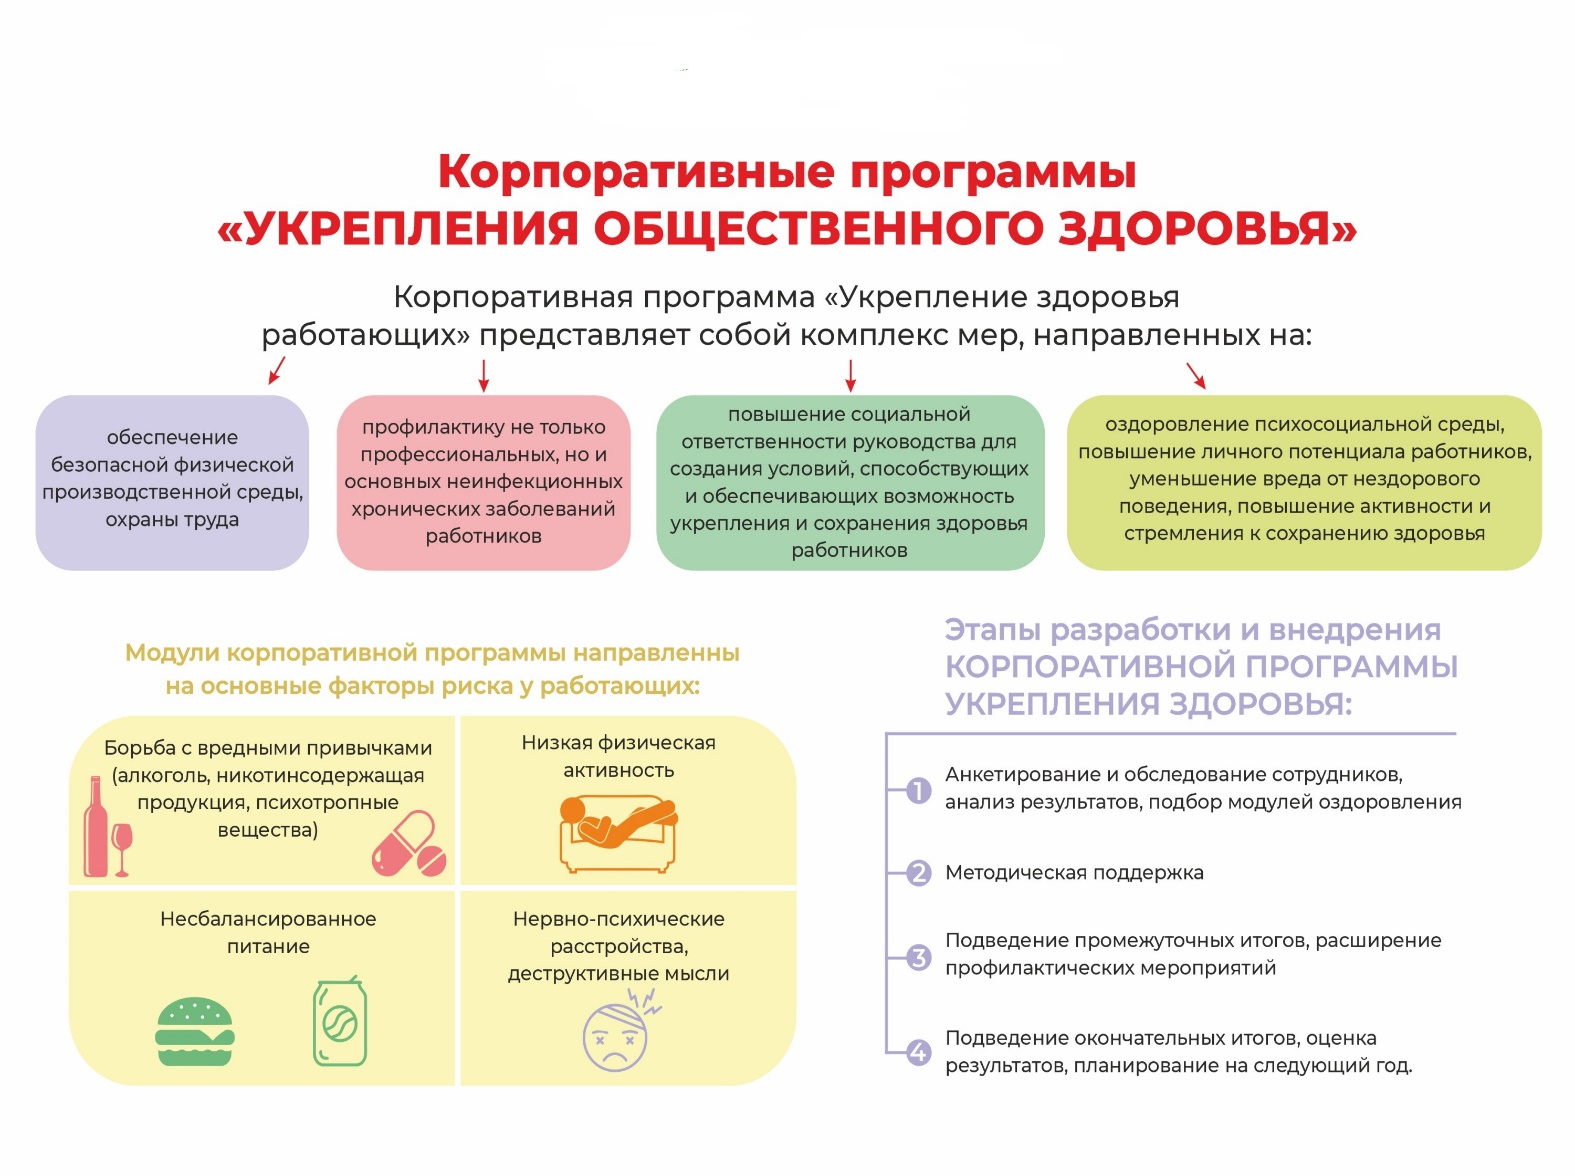 Корпоративные программы
«УКРЕПЛЕНИЯ ОБЩЕСТВЕННОГО ЗДОРОВЬЯ»
Корпоративная программа «Укрепление здоровья
работающих» представляет собой комплекс мер, направленных на:
обеспечение
безопасной физической
производственной среды,
охраны труда
профилактику не только
профессиональных, но и
основных неинфекционных
хронических заболеваний
работников
повышение социальной
ответственности руководства для
создания условий, способствующих
и обеспечивающих возможность
укрепления и сохранения здоровья
работников
оздоровление психосоциальной среды,
повышение личного потенциала работников,
уменьшение вреда от нездорового
поведения, повышение активности и
стремления к сохранению здоровья
Модули корпоративной программы направленны
на основные факторы риска у работающих:
Борьба с вредными привычками
(алкоголь, никотинсодержащая
продукция, психотропные
вещества)
Низкая физическая
активность
Несбалансированное
питание
Нервно-психические
расстройства,
деструктивные мысли
Этапы разработки и внедрения
КОРПОРАТИВНОЙ ПРОГРАММЫ
УКРЕПЛЕНИЯ ЗДОРОВЬЯ:
1 Анкетирование и обследование сотрудников,
анализ результатов, подбор модулей оздоровления
2 Методическая поддержка
3 Подведение промежуточных итогов, расширение
профилактических мероприятий
4 Подведение окончательных итогов, оценка
результатов, планирование на следующий год.